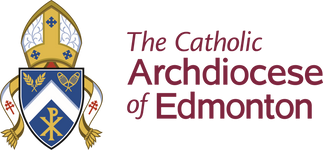 The Catholic
Archdiocese
of Edmonton